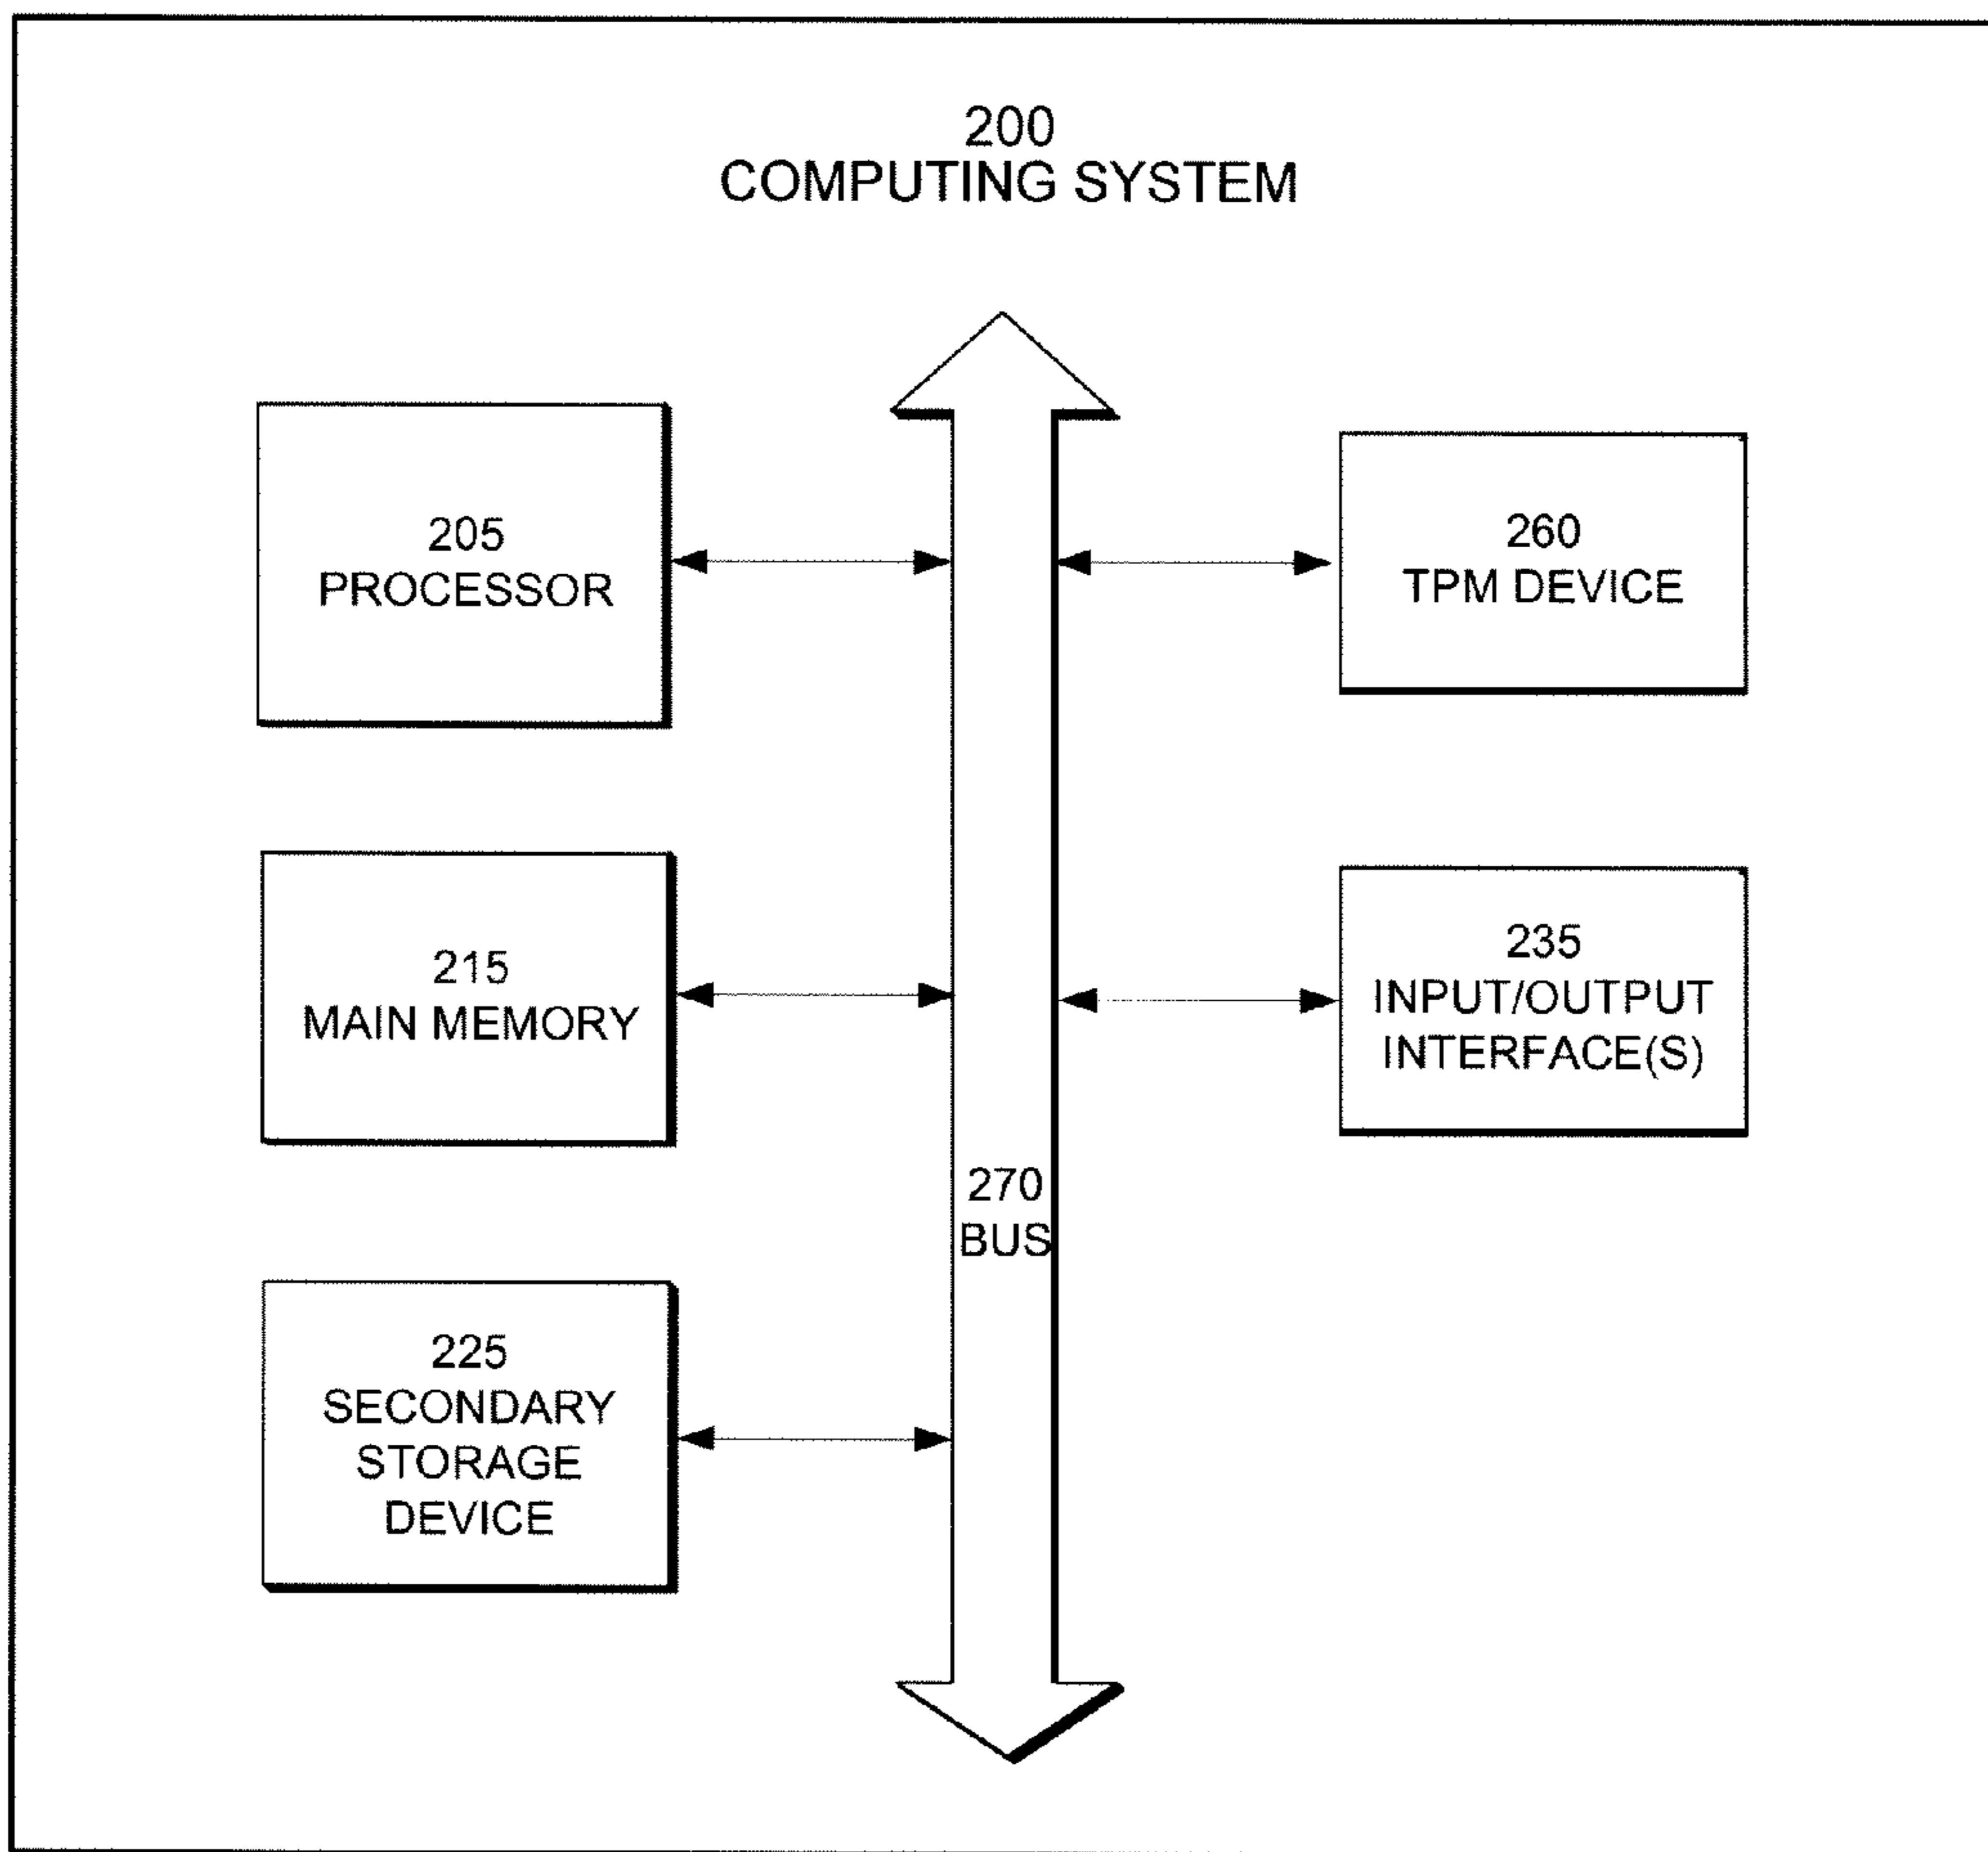 200
COMPUTING SYSTEM
205
PROCESSOR
260
TPM DEVICE
215
MAIN MEMORY
235
INPUT/OUTPUT
INTERFACE(S)
270
BUS
225
SECONDARY
STORAGE
DEVICE